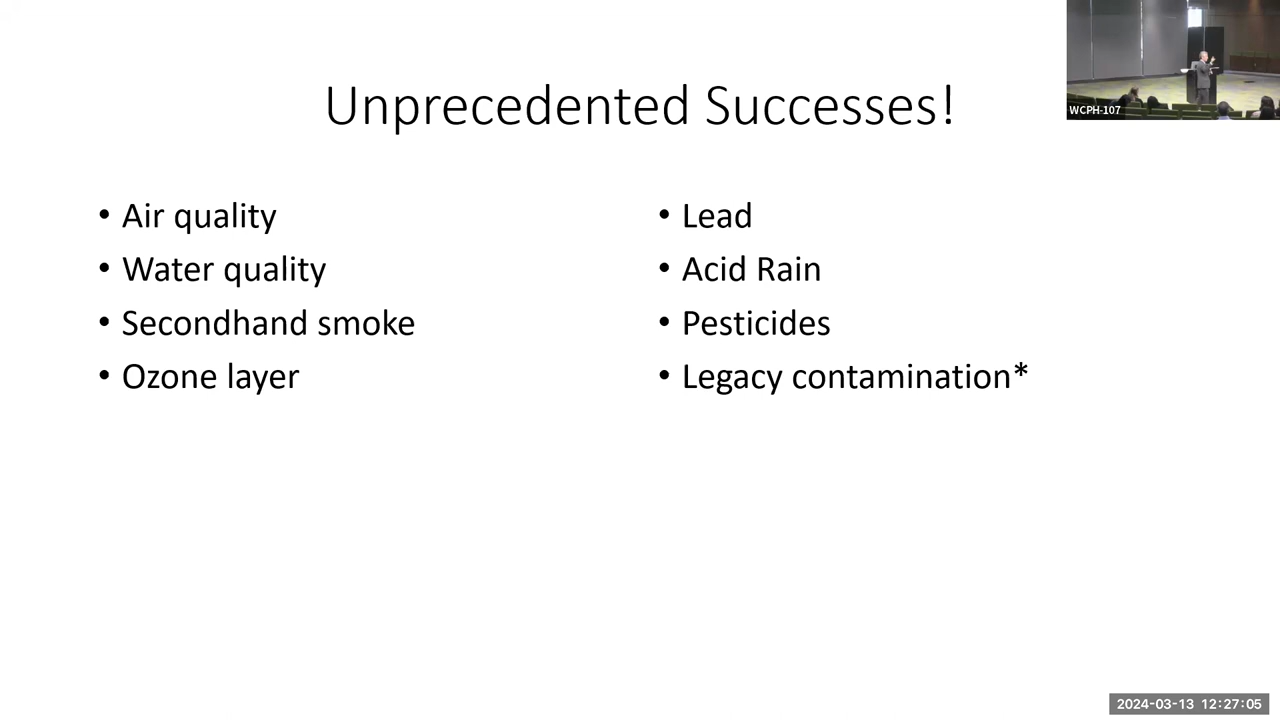 Unprecedented Successes!
WCPH-107
• Air quality
• Water quality
• Secondhand smoke
• Ozone layer
• Lead
• Acid Rain
• Pesticides
• Legacy contamination*
2024-03-13 12:27:05